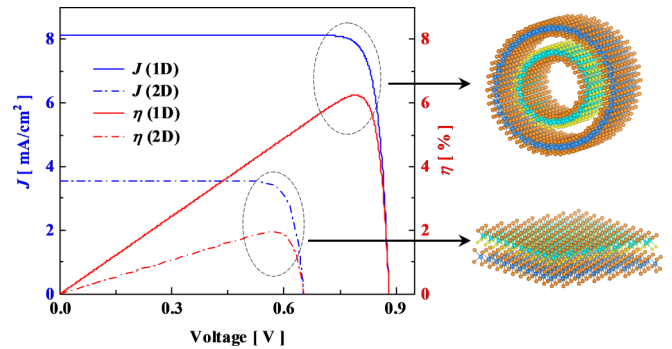 8
6
4
2
0
J [ mA/cm² ]
J (1D)
J (2D)
η (1D)
η (2D)
8
6
4
2
0
η [ % ]
0.0
0.3
0.6
0.9
Voltage [ V ]